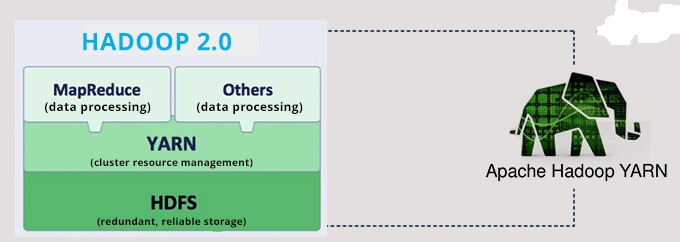 HADOOP 2.0
MapReduce
(data processing)
Others
(data processing)
YARN
(cluster resource management)
HDFS
(redundant, reliable storage)
Apache Hadoop YARN